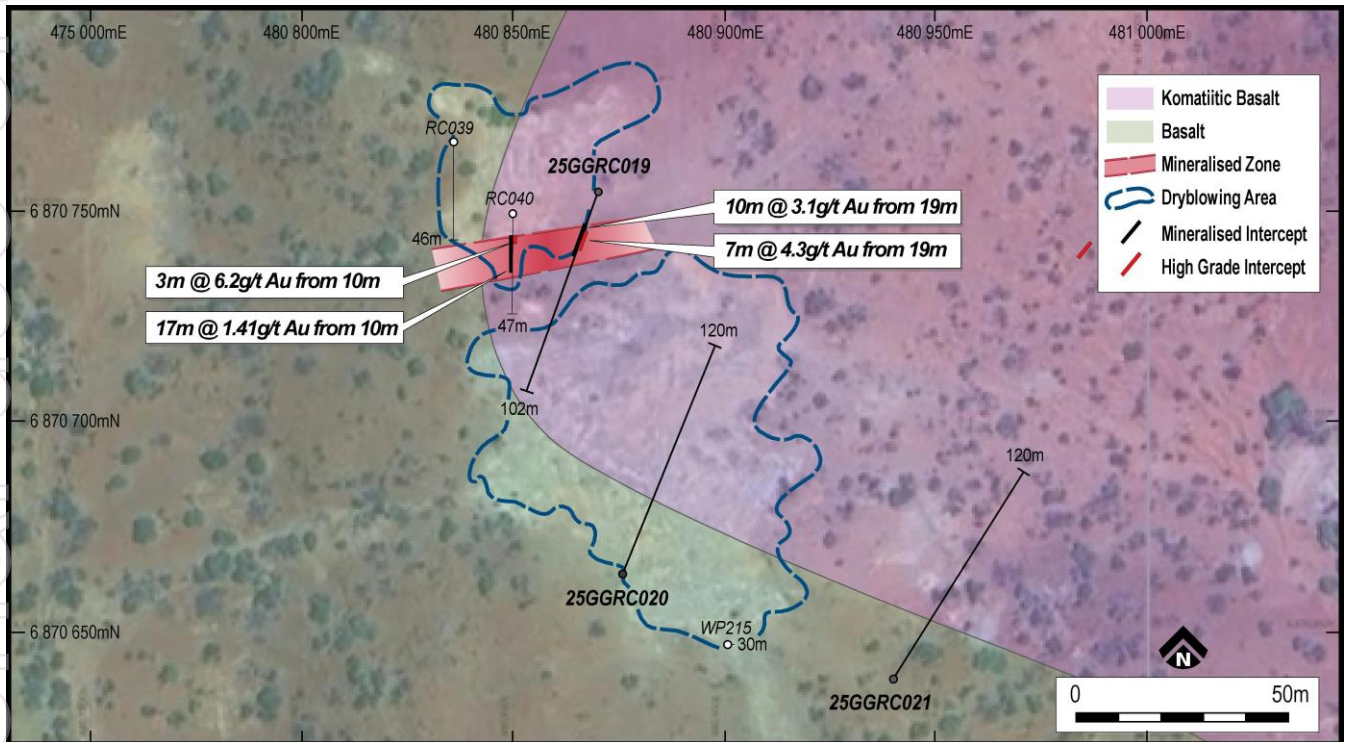 475 000mE
480 800mE
480 850mE
480 900mE
480 950mE
481 000mE
Komatiitic Basalt
Basalt
Mineralised Zone
Dryblowing Area
Mineralised Intercept
High Grade Intercept
RC039
25GGRC019
RC040
6 870 750mN
46m
10m @ 3.1g/t Au from 19m
7m @ 4.3g/t Au from 19m
3m @ 6.2g/t Au from 10m
17m @ 1.41g/t Au from 10m
47m
120m
102m
6 870 700mN
120m
25GGRC020
6 870 650mN
WP215
30m
25GGRC021
N
0 50m